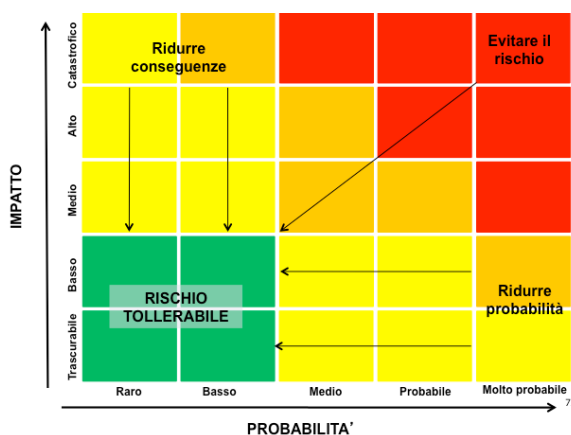 IMPATTO
Catastrofico
Alto
Medio
Basso
Trascurabile
Ridurre
conseguenze
Evitare il
rischio
RISCHIO
TOLLERABILE
Ridurre
probabilità
Raro
Basso
Medio
Probabile
Molto probabile
7
PROBABILITA’